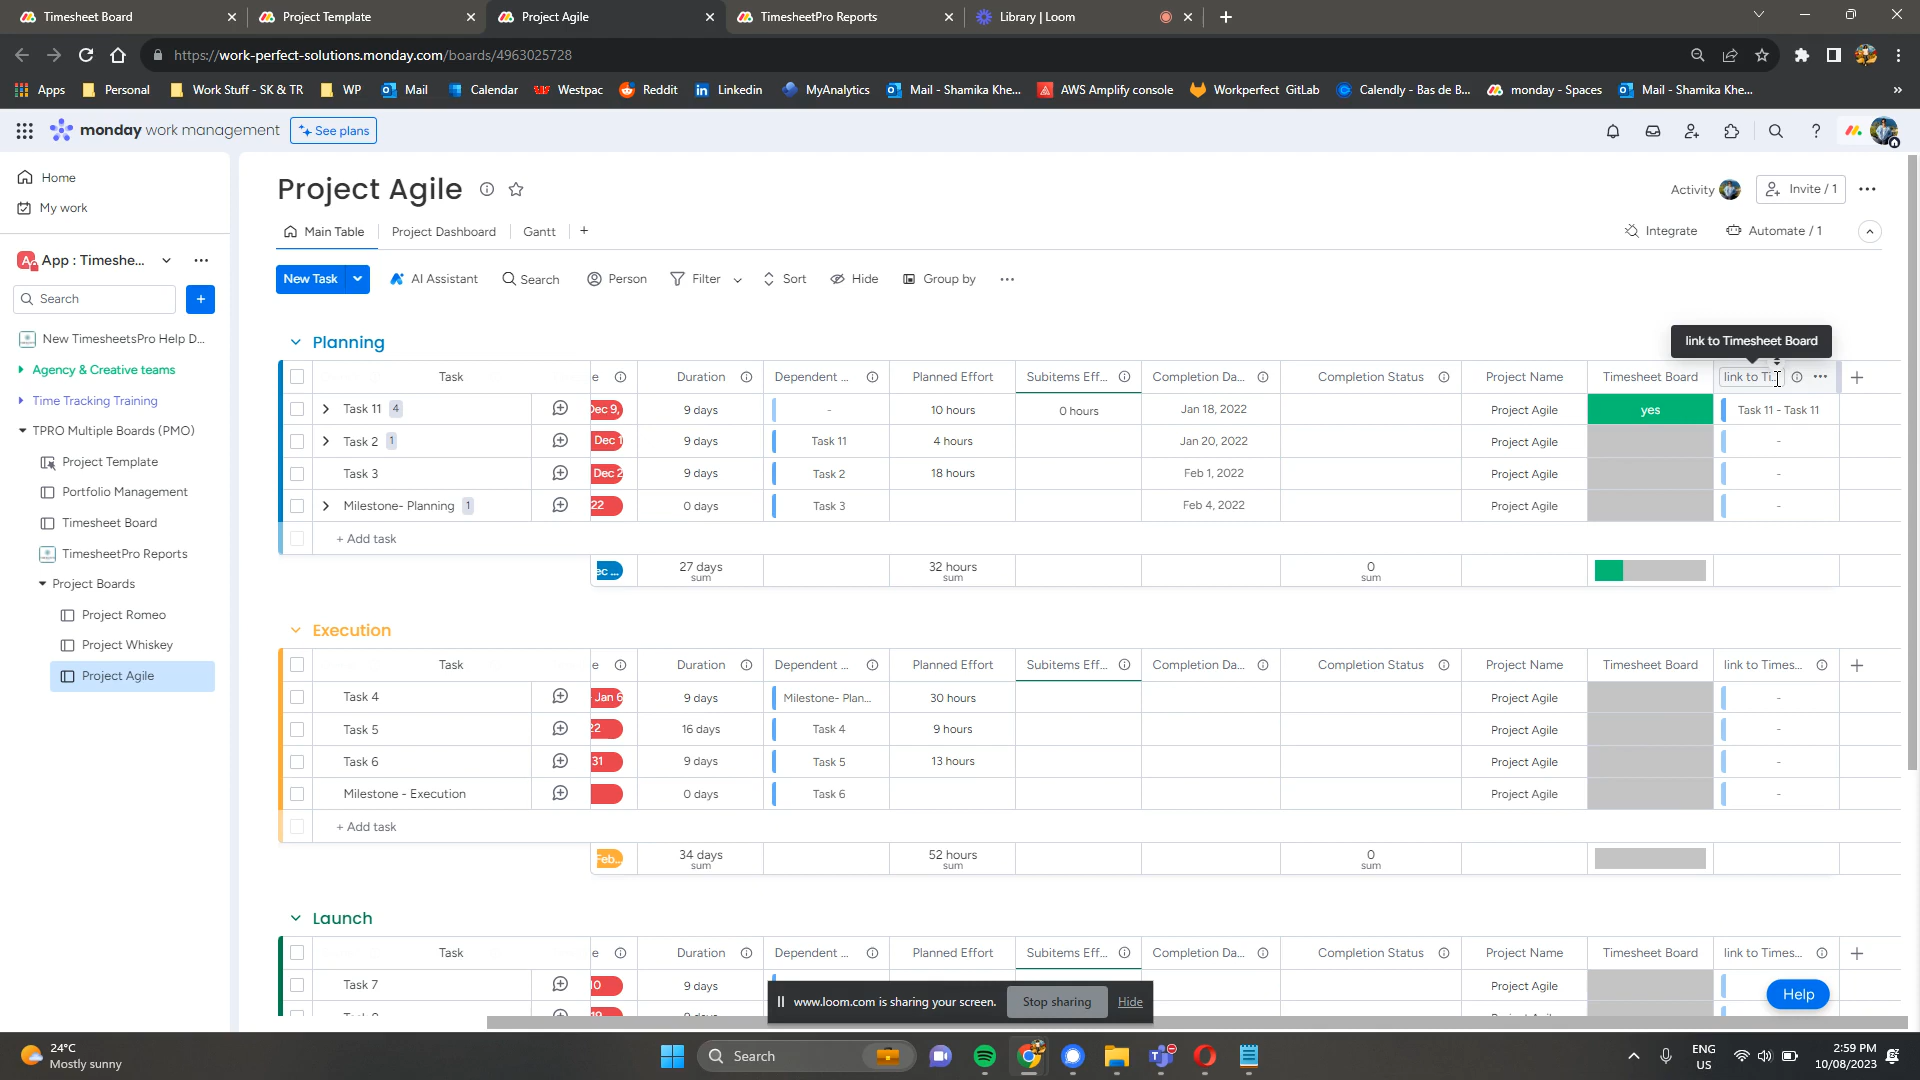 Timesheet Board
Project Template
Project Agile
TimesheetPro Reports
Library | Loom
https://work-perfect-solutions.monday.com/boards/4963025728
Apps Personal Work Stuff - SK & TR WP Mail Calendar Westpac Reddit Linkedin MyAnalytics Mail - Shamika Khe... AWS Amplify console Workperfect GitLab Calendly - Bas de B... monday - Spaces Mail - Shamika Khe... »
monday work management See plans
Home
My work
App : Timeshe...
Search
New TimesheetsPro Help D...
Agency & Creative teams
Time Tracking Training
TPRO Multiple Boards (PMO)
Project Template
Portfolio Management
Timesheet Board
TimesheetPro Reports
Project Boards
Project Romeo
Project Whiskey
Project Agile
Project Agile
Activity Invite / 1
Main Table Project Dashboard Gantt +
Integrate Automate / 1
New Task AI Assistant Search Person Filter Sort Hide Group by
link to Timesheet Board
Planning
Task e Duration Dependent ... Planned Effort Subitems Eff... Completion Da... Completion Status Project Name Timesheet Board link to Ti...
Task 11 4 Dec 9, 9 days - 10 hours 0 hours Jan 18, 2022 Project Agile yes Task 11 - Task 11
Task 2 1 Dec 1 9 days Task 11 4 hours Jan 20, 2022 Project Agile -
Task 3 Dec 2 9 days Task 2 18 hours Feb 1, 2022 Project Agile -
Milestone- Planning 1 22 0 days Task 3 Feb 4, 2022 Project Agile -
+ Add task
ec ... 27 days 32 hours 0
sum sum sum
Execution
Task e Duration Dependent ... Planned Effort Subitems Eff... Completion Da... Completion Status Project Name Timesheet Board link to Times...
Task 4 Jan 6 9 days Milestone- Plan... 30 hours Project Agile -
Task 5 22 16 days Task 4 9 hours Project Agile -
Task 6 31 9 days Task 5 13 hours Project Agile -
Milestone - Execution 0 days Task 6 Project Agile -
+ Add task
Feb... 34 days 52 hours 0
sum sum sum
Launch
Task e Duration Dependent ... Planned Effort Subitems Eff... Completion Da... Completion Status Project Name Timesheet Board link to Times...
Task 7 10 9 days Project Agile
Help
www.loom.com is sharing your screen. Stop sharing Hide
24°C
Mostly sunny
Search
ENG
US
2:59 PM
10/08/2023